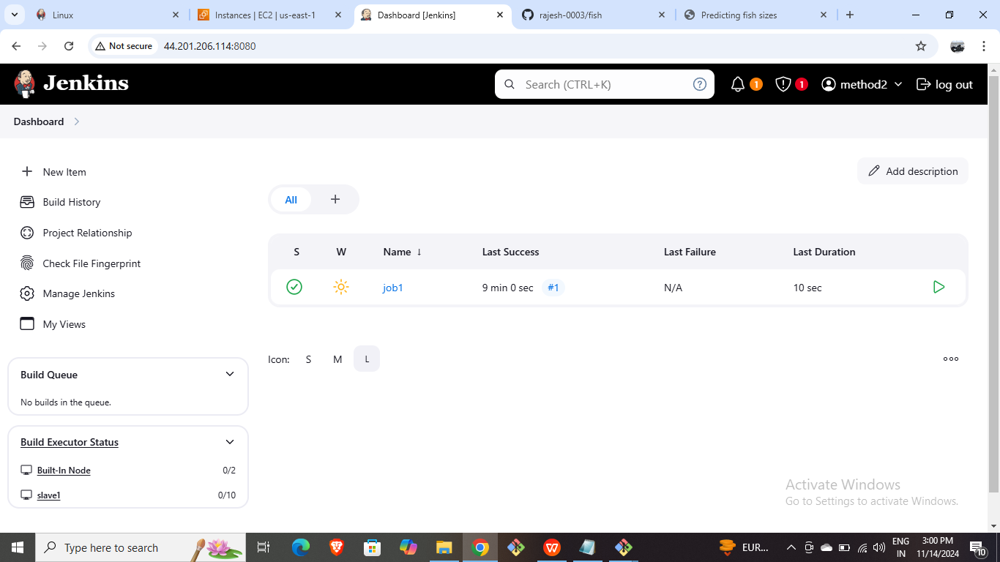 Linux
Instances | EC2 | us-east-1
Dashboard [Jenkins]
rajesh-0003/fish
Predicting fish sizes
Not secure
44.201.206.114:8080
Jenkins
Search (CTRL+K)
?
1
1
method2
log out
Dashboard
New Item
Build History
Project Relationship
Check File Fingerprint
Manage Jenkins
My Views
Add description
All
+
S W Name ↓ Last Success Last Failure Last Duration
job1 9 min 0 sec #1 N/A 10 sec
Icon: S M L
Build Queue
No builds in the queue.
Build Executor Status
Built-In Node 0/2
slave1 0/10
Activate Windows
Go to Settings to activate Windows.
Type here to search
EUR...
ENG
IN
3:00 PM
11/14/2024
10